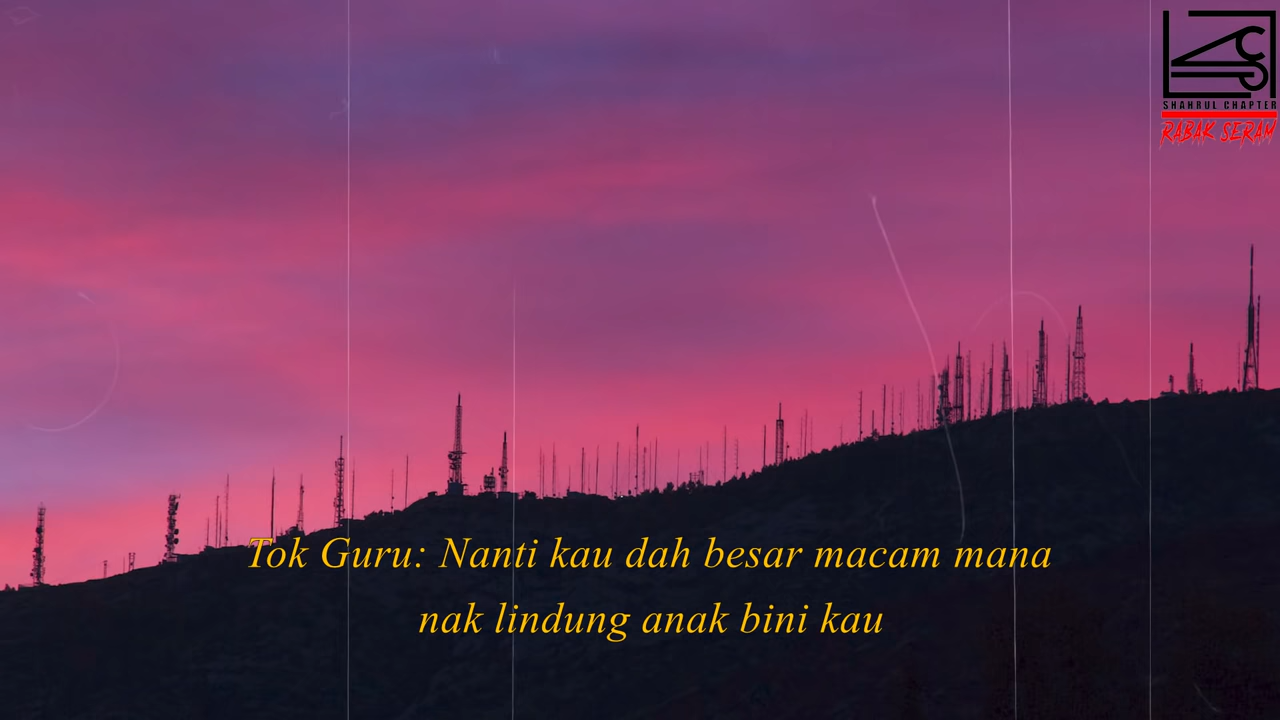 SHAHRUL CHAPTER
RABAK SERAM
Tok Guru: Nanti kau dah besar macam mana
nak lindung anak bini kau